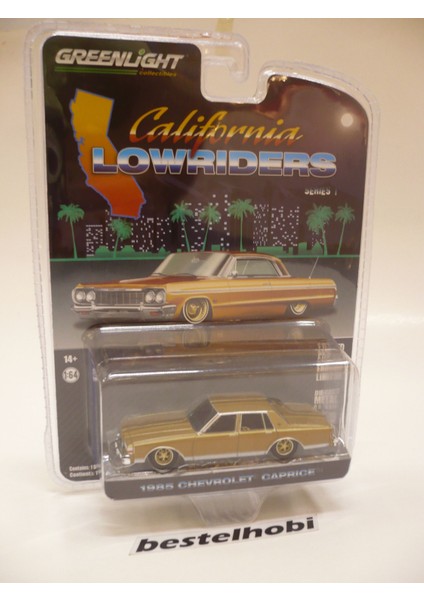 GREENLIGHT
collectibles
California
LOWRIDERS
SERIES 1
14+
1:64
1985 CHEVROLET CAPRICE
bestelhobi